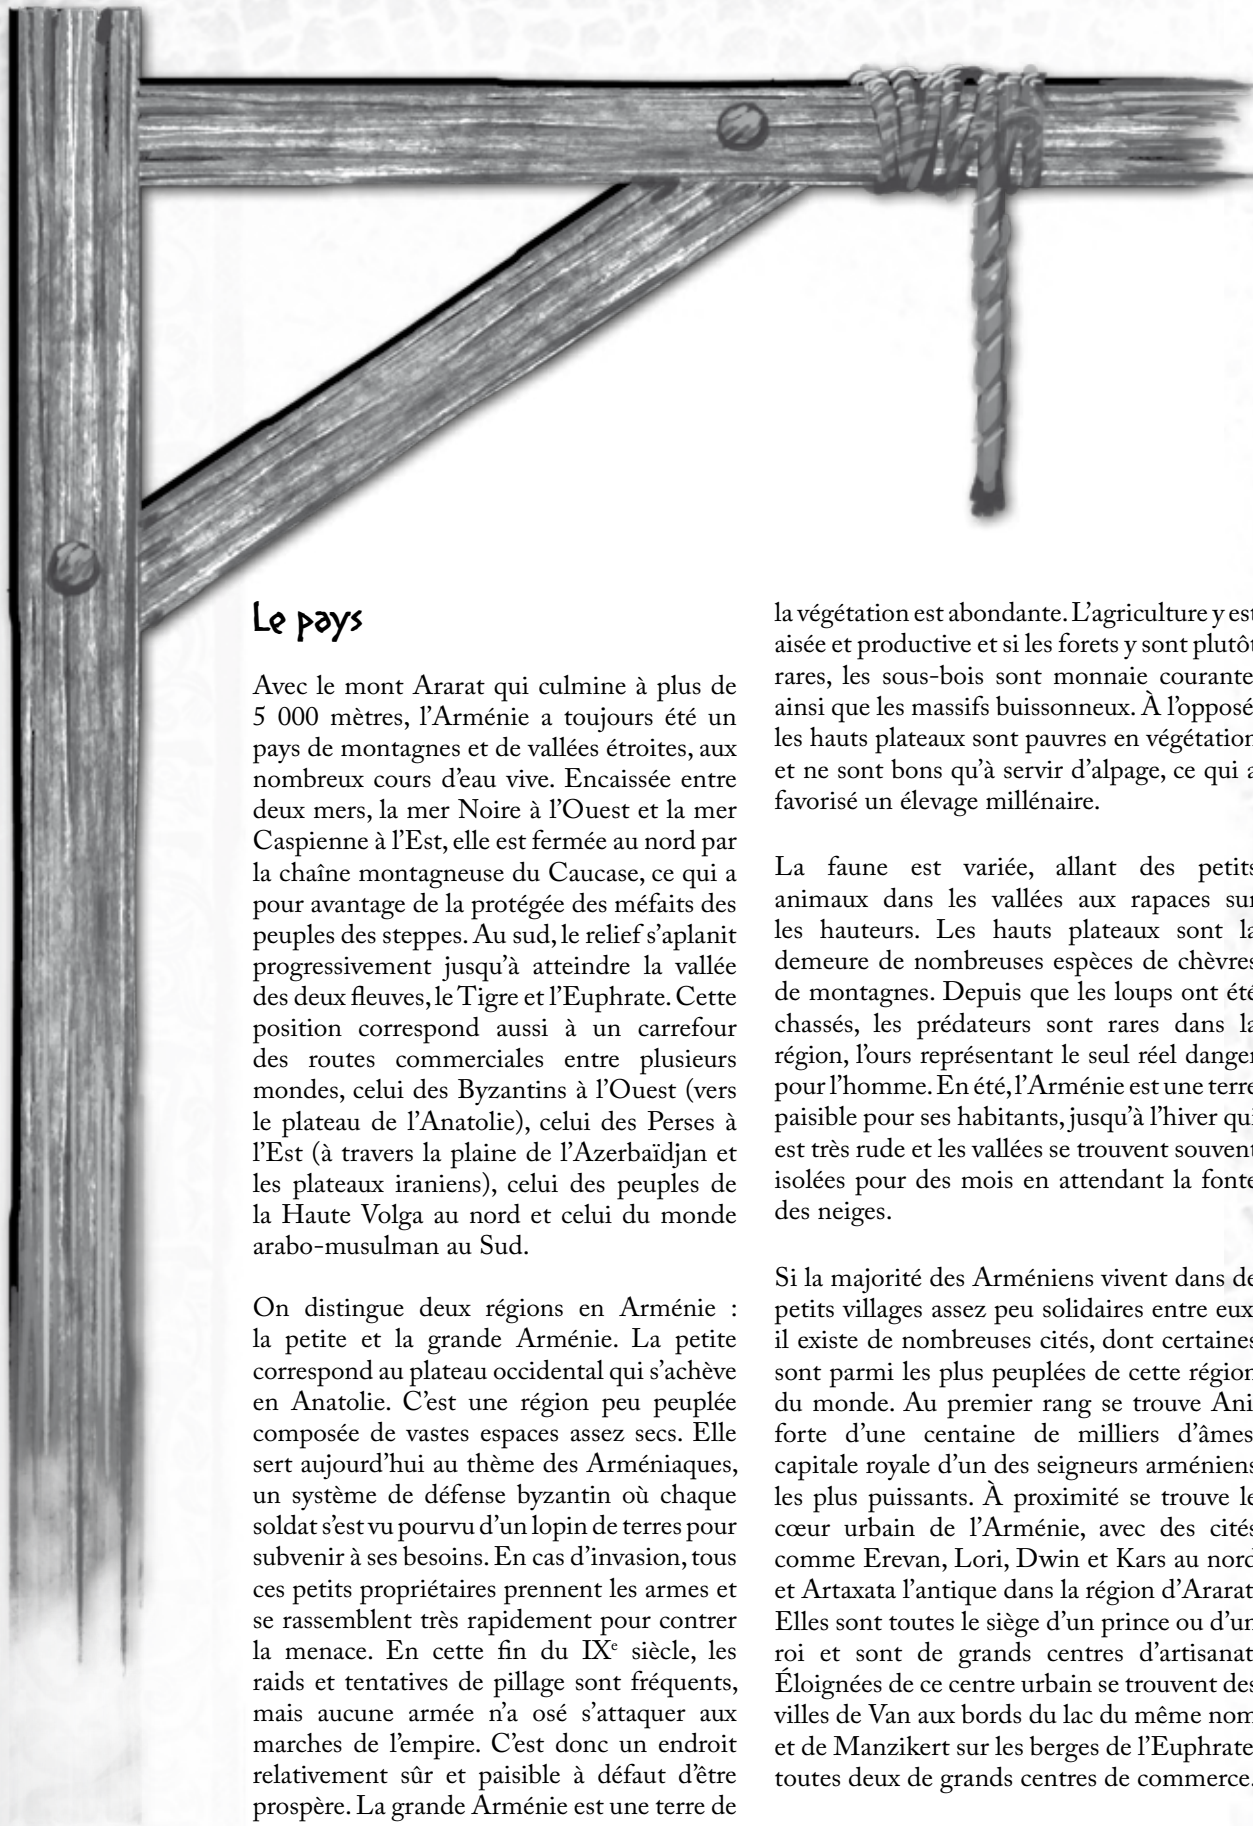 Le pays
Avec le mont Ararat qui culmine à plus de
5 000 mètres, l'Arménie a toujours été un
pays de montagnes et de vallées étroites, aux
nombreux cours d'eau vive. Encaissée entre
deux mers, la mer Noire à l'Ouest et la mer
Caspienne à l'Est, elle est fermée au nord par
la chaîne montagneuse du Caucase, ce qui a
pour avantage de la protégée des méfaits des
peuples des steppes. Au sud, le relief s'aplanit
progressivement jusqu'à atteindre la vallée
des deux fleuves, le Tigre et l'Euphrate. Cette
position correspond aussi à un carrefour
des routes commerciales entre plusieurs
mondes, celui des Byzantins à l'Ouest (vers
le plateau de l'Anatolie), celui des Perses à
l'Est (à travers la plaine de l'Azerbaïdjan et
les plateaux iraniens), celui des peuples de
la Haute Volga au nord et celui du monde
arabo-musulman au Sud.
On distingue deux régions en Arménie :
la petite et la grande Arménie. La petite
correspond au plateau occidental qui s'achève
en Anatolie. C'est une région peu peuplée
composée de vastes espaces assez secs. Elle
sert aujourd'hui au thème des Arméniaques,
un système de défense byzantin où chaque
soldat s'est vu pourvu d'un lopin de terres pour
subvenir à ses besoins. En cas d'invasion, tous
ces petits propriétaires prennent les armes et
se rassemblent très rapidement pour contrer
la menace. En cette fin du IXe siècle, les
raids et tentatives de pillage sont fréquents,
mais aucune armée n'a osé s'attaquer aux
marches de l'empire. C'est donc un endroit
relativement sûr et paisible à défaut d'être
prospère. La grande Arménie est une terre de
la végétation est abondante. L'agriculture y est
aisée et productive et si les forets y sont plutôt
rares, les sous-bois sont monnaie courante
ainsi que les massifs buissonneux. À l'opposé
les hauts plateaux sont pauvres en végétation
et ne sont bons qu'à servir d'alpage, ce qui a
favorisé un élevage millénaire.
La faune est variée, allant des petits
animaux dans les vallées aux rapaces sur
les hauteurs. Les hauts plateaux sont la
demeure de nombreuses espèces de chèvres
de montagnes. Depuis que les loups ont été
chassés, les prédateurs sont rares dans la
région, l'ours représentant le seul réel danger
pour l'homme. En été, l'Arménie est une terre
paisible pour ses habitants, jusqu'à l'hiver qui
est très rude et les vallées se trouvent souvent
isolées pour des mois en attendant la fonte
des neiges.
Si la majorité des Arméniens vivent dans de
petits villages assez peu solidaires entre eux
il existe de nombreuses cités, dont certaines
sont parmi les plus peuplées de cette région
du monde. Au premier rang se trouve Ani
forte d'une centaine de milliers d'âmes
capitale royale d'un des seigneurs arméniens
les plus puissants. À proximité se trouve le
cœur urbain de l'Arménie, avec des cités
comme Erevan, Lori, Dwin et Kars au nord
et Artaxata l'antique dans la région d'Ararat
Elles sont toutes le siège d'un prince ou d'un
roi et sont de grands centres d'artisanat
Éloignées de ce centre urbain se trouvent des
villes de Van aux bords du lac du même nom
et de Manzikert sur les berges de l'Euphrate
toutes deux de grands centres de commerce.